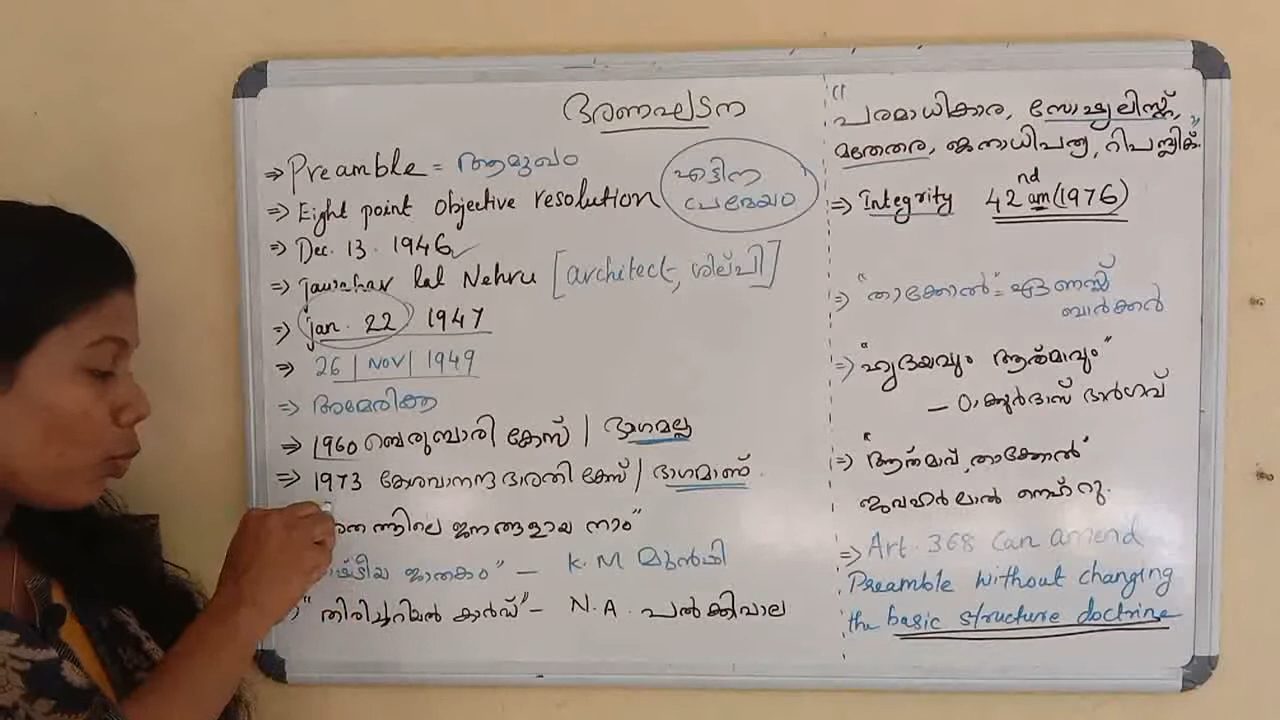 ഭരണഘടന
⇒ Preamble = ആമുഖം
⇒ Eight point objective resolution
എട്ടിന പ്രമേയം
⇒ Dec. 13. 1946
⇒ Jawahar lal Nehru [architect, ശില്പി]
⇒ Jan. 22 1947
⇒ 26 | Nov | 1949
⇒ അമേരിക്ക
⇒ 1960 ബെരുബാരി കേസ് | ഭാഗമല്ല
⇒ 1973 കേശവാനന്ദ ഭാരതി കേസ് | ഭാഗമാണ്.
ജനങ്ങളായ നാം"
ജാതകം" – K.M മുൻഷി
"തിരിച്ചറിയൽ കാർഡ്" – N.A. പൽക്കിവാല
"പരമാധികാര, സോഷ്യലിസ്റ്റ്,
മതേതര, ജനാധിപത്യ, റിപബ്ലിക്."
⇒ Integrity 42nd am (1976)
⇒ "താക്കോൽ" = ഏണസ്റ്റ്
ബാർക്കർ
⇒ "ഹൃദയവും ആത്മാവും"
– ഠാക്കൂർദാസ് ഭാർഗവ്
⇒ "ആത്മാവ്, താക്കോൽ"
ജവഹർലാൽ നെഹ്റു.
⇒ Art. 368 Can amend
Preamble without changing
the basic structure doctrine